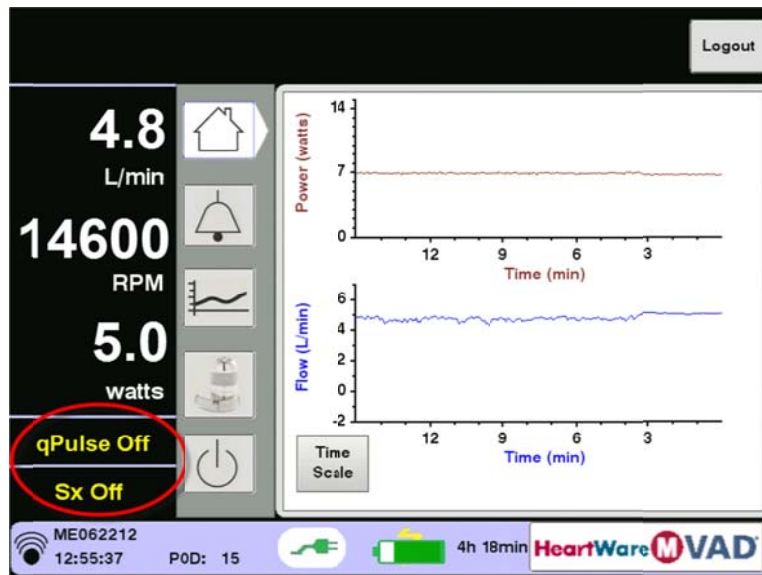 Logout
4.8
L/min
14600
RPM
5.0
watts
qPulse Off
Sx Off
Power (watts)
14
7
0
12 9 6 3
Time (min)
Flow (L/min)
6
4
2
0
-2
12 9 6 3
Time (min)
Time
Scale
ME062212
12:55:37 P0D: 15
4h 18min
HeartWare MVAD